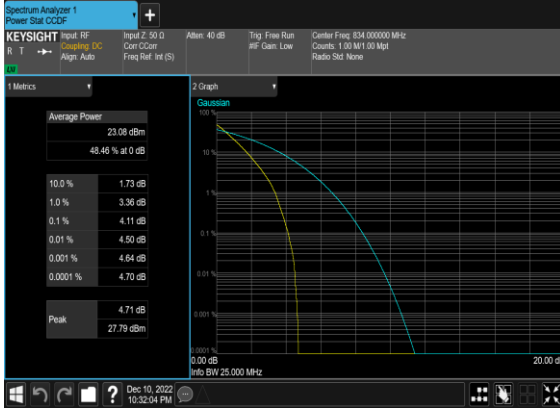 Spectrum Analyzer 1
Power Stat CCDF
+
KEYSIGHT
R T
Input: RF
Coupling: DC
Align: Auto
Input Z: 50 Ω
Corr CCorr
Freq Ref: Int (S)
Atten: 40 dB
Trig: Free Run
#IF Gain: Low
Center Freq: 834.000000 MHz
Counts: 1.00 M/1.00 Mpt
Radio Std: None
1 Metrics
Average Power
23.08 dBm
48.46 % at 0 dB
10.0 % 1.73 dB
1.0 % 3.36 dB
0.1 % 4.11 dB
0.01 % 4.50 dB
0.001 % 4.64 dB
0.0001 % 4.70 dB
Peak
4.71 dB
27.79 dBm
2 Graph
Gaussian
100 %
10 %
1 %
0.1 %
0.01 %
0.001 %
0.0001 %
0.00 dB
20.00 d
Info BW 25.000 MHz
?
Dec 10, 2022
10:32:04 PM